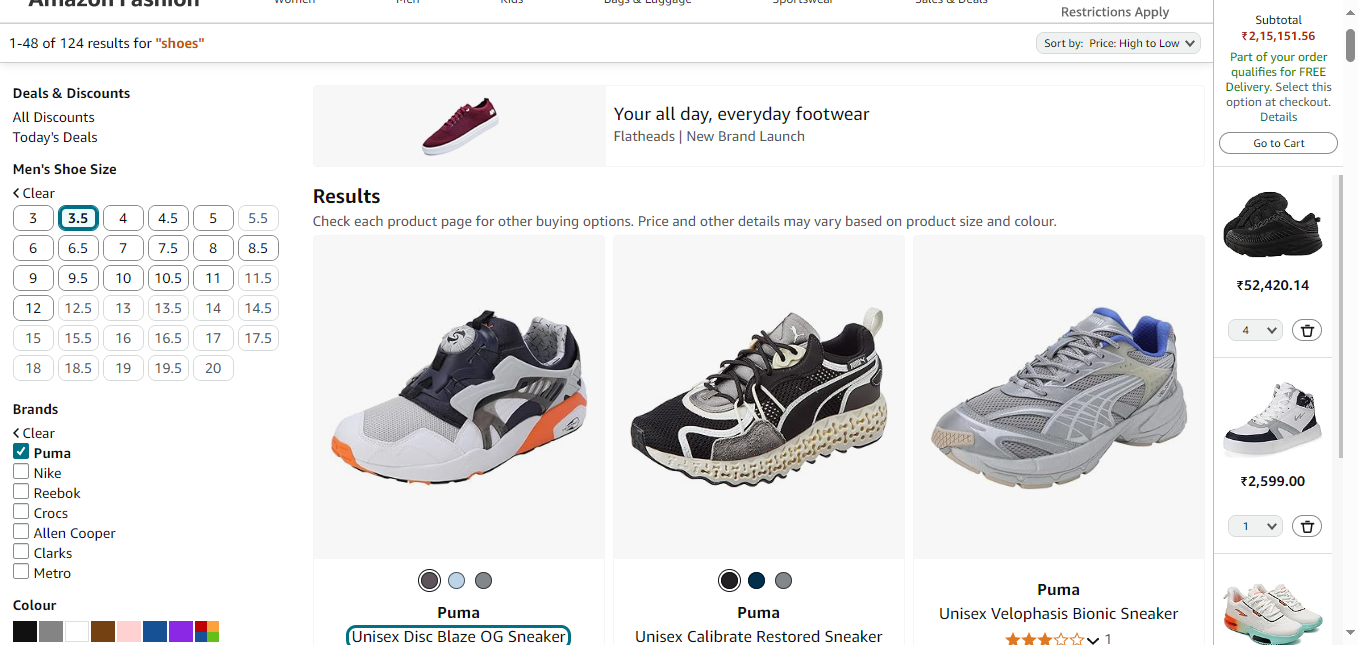 Amazon Fashion
Women
Men
Kids
Bags & Luggage
Sportswear
Sales & Deals
Restrictions Apply
1-48 of 124 results for "shoes"
Sort by: Price: High to Low
Deals & Discounts
All Discounts
Today's Deals
Men's Shoe Size
Clear
3 3.5 4 4.5 5 5.5
6 6.5 7 7.5 8 8.5
9 9.5 10 10.5 11 11.5
12 12.5 13 13.5 14 14.5
15 15.5 16 16.5 17 17.5
18 18.5 19 19.5 20
Brands
Clear
Puma
Nike
Reebok
Crocs
Allen Cooper
Clarks
Metro
Colour
Your all day, everyday footwear
Flatheads | New Brand Launch
Results
Check each product page for other buying options. Price and other details may vary based on product size and colour.
Puma
Unisex Disc Blaze OG Sneaker
Puma
Unisex Calibrate Restored Sneaker
Puma
Unisex Velophasis Bionic Sneaker
1
Subtotal
₹2,15,151.56
Part of your order
qualifies for FREE
Delivery. Select this
option at checkout.
Details
Go to Cart
₹52,420.14
4
₹2,599.00
1